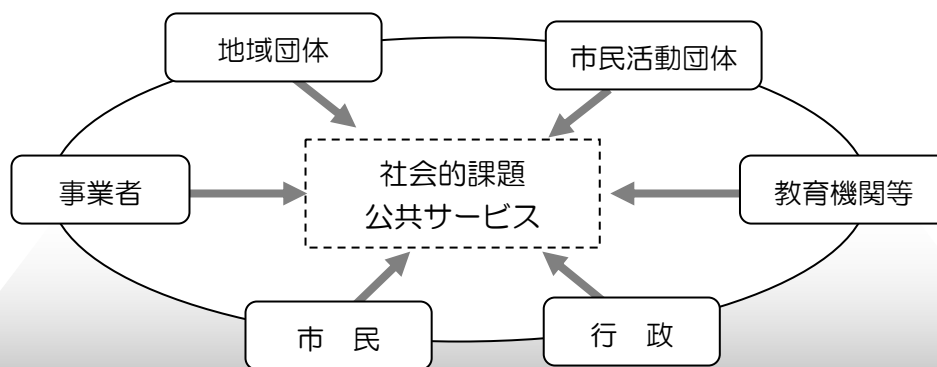 地域団体
市民活動団体
社会的課題
公共サービス
事業者
教育機関等
市　民
行　政